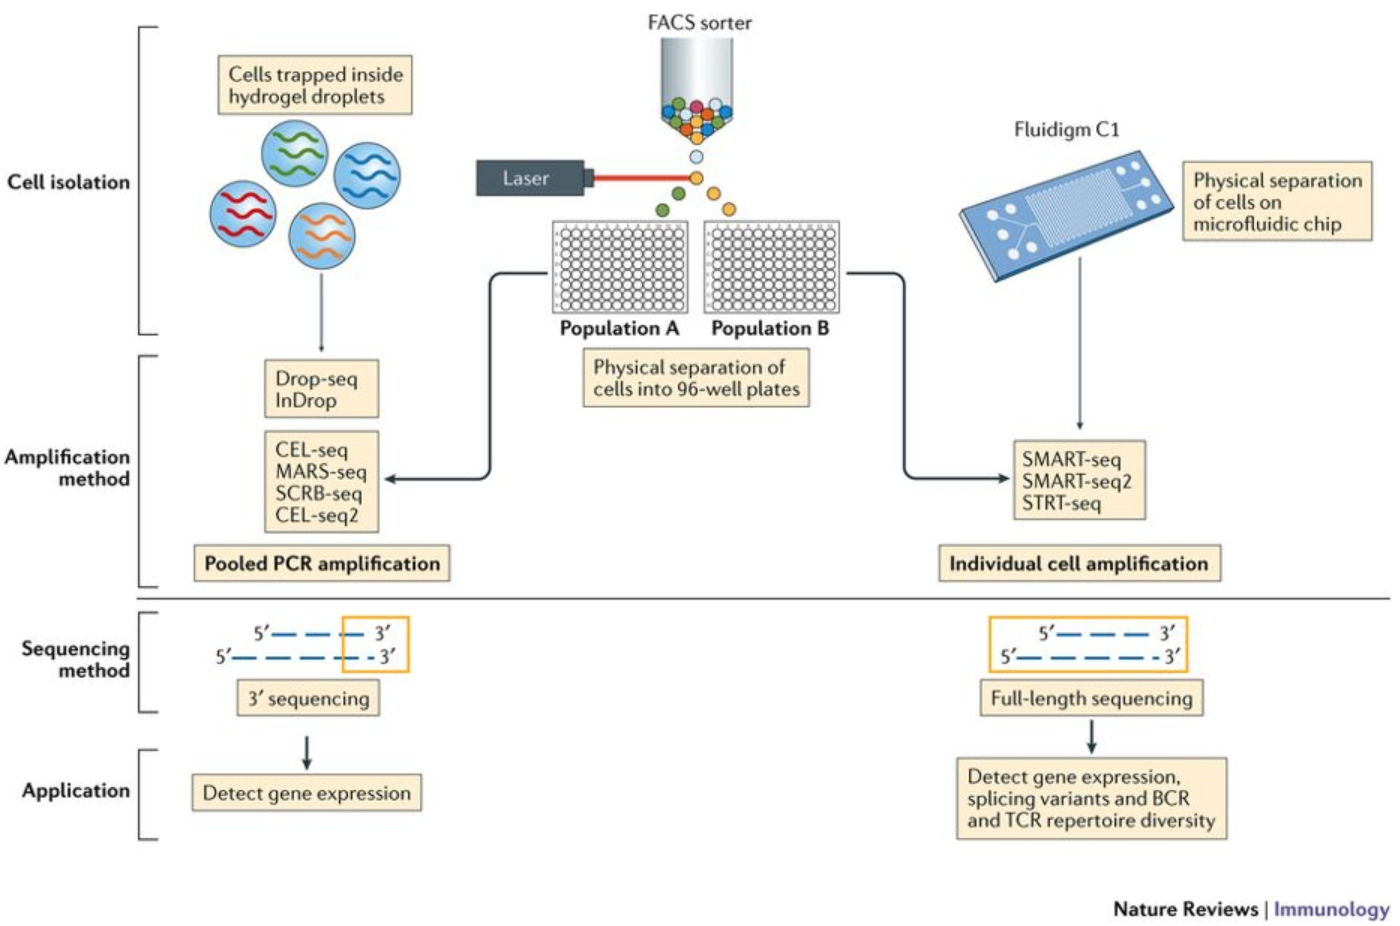 FACS sorter
Cells trapped inside
hydrogel droplets
Fluidigm C1
Laser
Cell isolation
Physical separation
of cells on
microfluidic chip
Population A
Population B
Physical separation of
cells into 96-well plates
Drop-seq
InDrop
Amplification
method
CEL-seq
MARS-seq
SCRB-seq
CEL-seq2
SMART-seq
SMART-seq2
STRT-seq
Pooled PCR amplification
Individual cell amplification
Sequencing
method
5′ 3′
5′ 3′
3′ sequencing
5′ 3′
5′ 3′
Full-length sequencing
Application
Detect gene expression
Detect gene expression,
splicing variants and BCR
and TCR repertoire diversity
Nature Reviews | Immunology